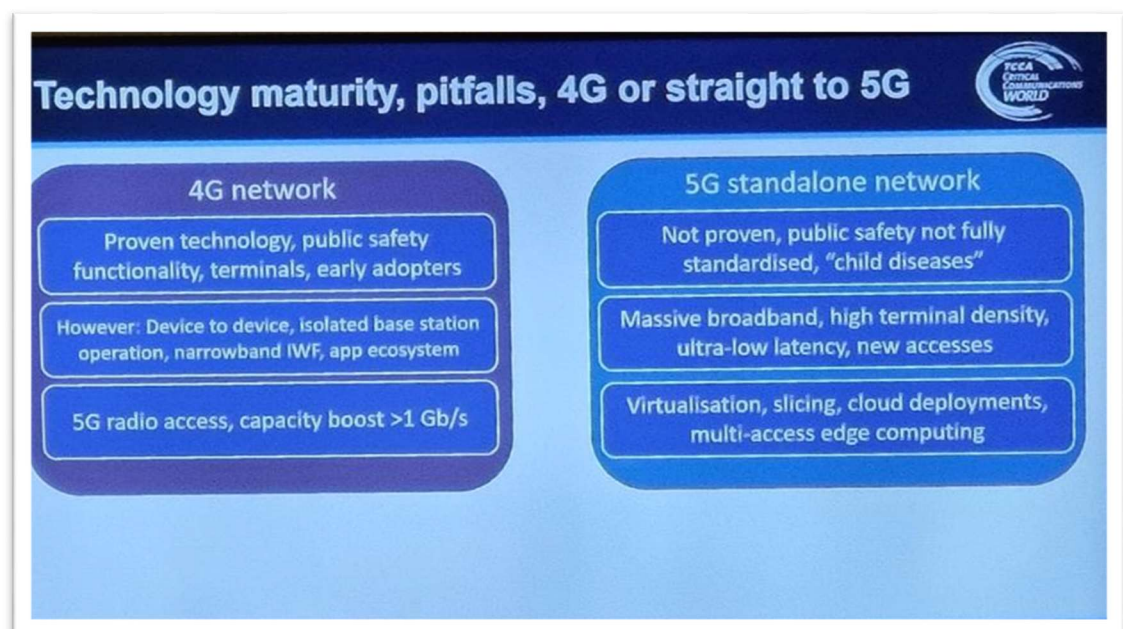 Technology maturity, pitfalls, 4G or straight to 5G
TCCA
CRITICAL
COMMUNICATIONS
WORLD
4G network
Proven technology, public safety
functionality, terminals, early adopters
However: Device to device, isolated base station
operation, narrowband IWF, app ecosystem
5G radio access, capacity boost >1 Gb/s
5G standalone network
Not proven, public safety not fully
standardised, “child diseases”
Massive broadband, high terminal density,
ultra-low latency, new accesses
Virtualisation, slicing, cloud deployments,
multi-access edge computing